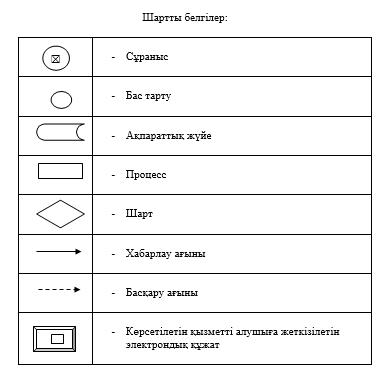 Шартты белгілер:
- Сұраныс
- Бас тарту
- Ақпараттық жүйе
- Процесс
- Шарт
- Хабарлау ағыны
- Басқару ағыны
- Көрсетілетін қызметті алушыға жеткізілетін
электрондық құжат